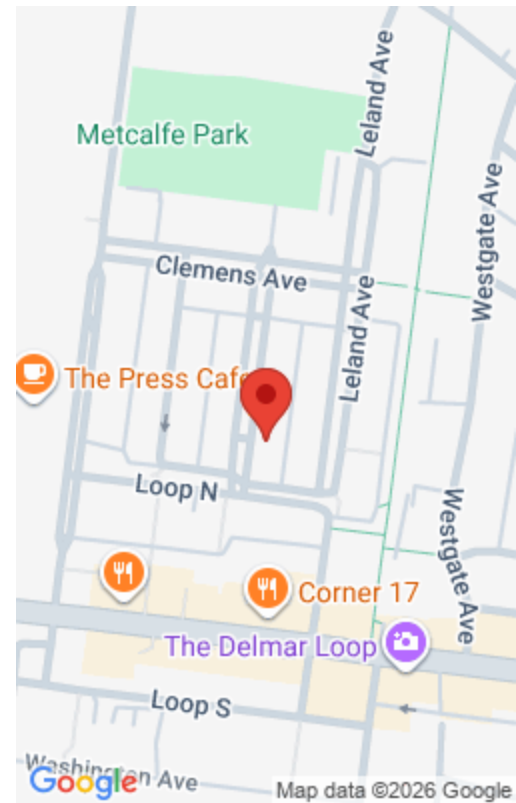 Leland Ave
Metcalfe Park
Westgate Ave
Clemens Ave
Leland Ave
The Press Cafe
Loop N
Westgate Ave
Corner 17
The Delmar Loop
Loop S
Washington Ave
Google
Map data ©2026 Google